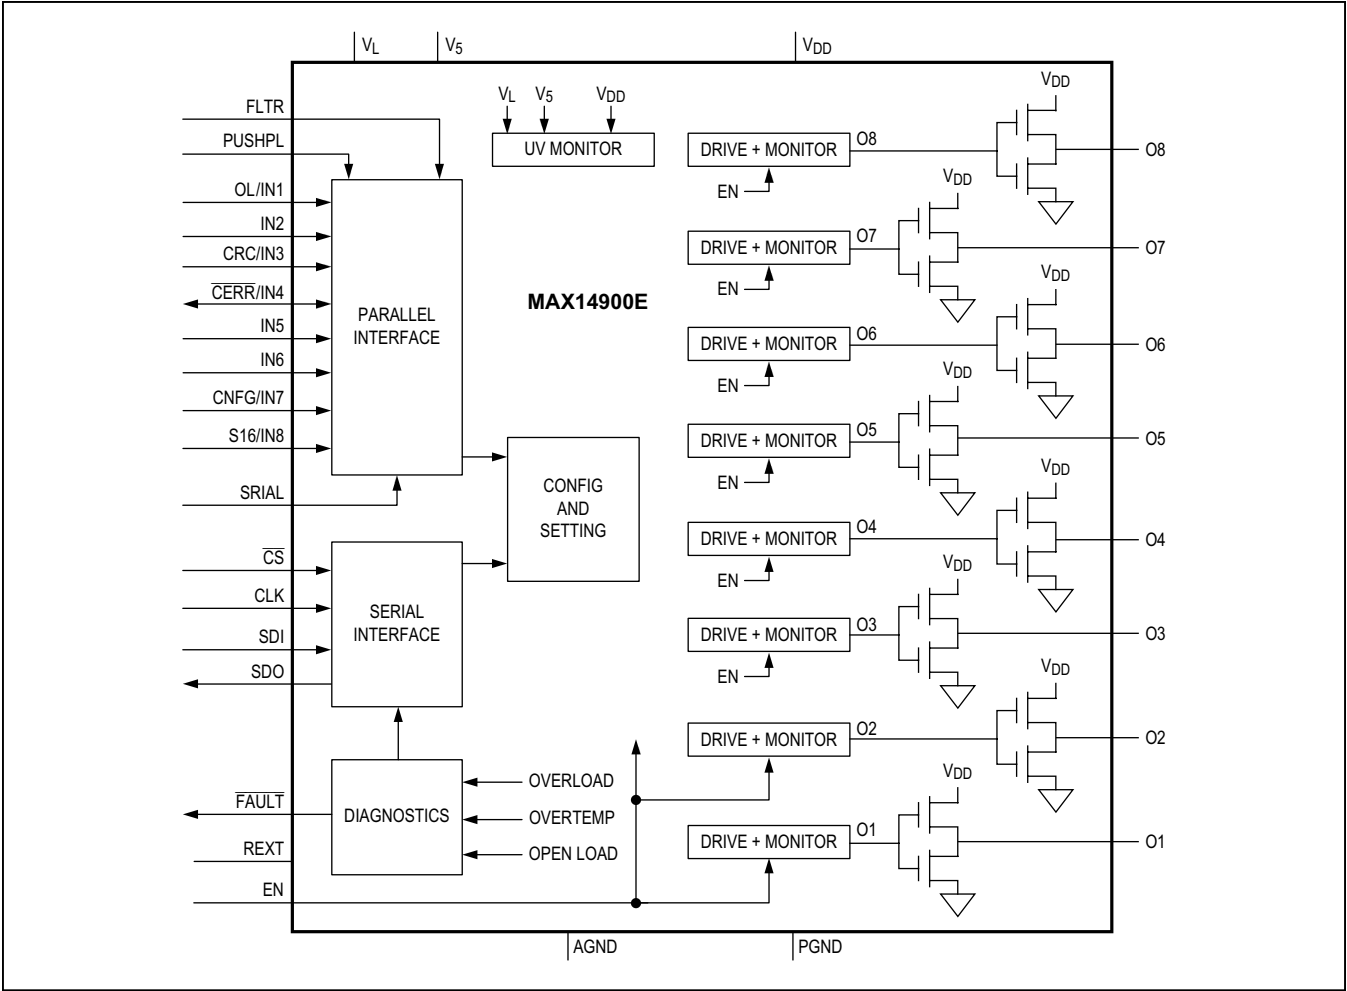 VL
V5
VDD
FLTR
PUSHPL
OL/IN1
IN2
CRC/IN3
CERR/IN4
IN5
IN6
CNFG/IN7
S16/IN8
SRIAL
CS
CLK
SDI
SDO
FAULT
REXT
EN
PARALLEL
INTERFACE
SERIAL
INTERFACE
DIAGNOSTICS
OVERLOAD
OVERTEMP
OPEN LOAD
CONFIG
AND
SETTING
VL
V5
VDD
UV MONITOR
MAX14900E
DRIVE + MONITOR
O8
EN
VDD
O8
DRIVE + MONITOR
O7
EN
VDD
O7
DRIVE + MONITOR
O6
EN
VDD
O6
DRIVE + MONITOR
O5
EN
VDD
O5
DRIVE + MONITOR
O4
EN
VDD
O4
DRIVE + MONITOR
O3
EN
VDD
O3
DRIVE + MONITOR
O2
VDD
O2
DRIVE + MONITOR
O1
VDD
O1
AGND
PGND